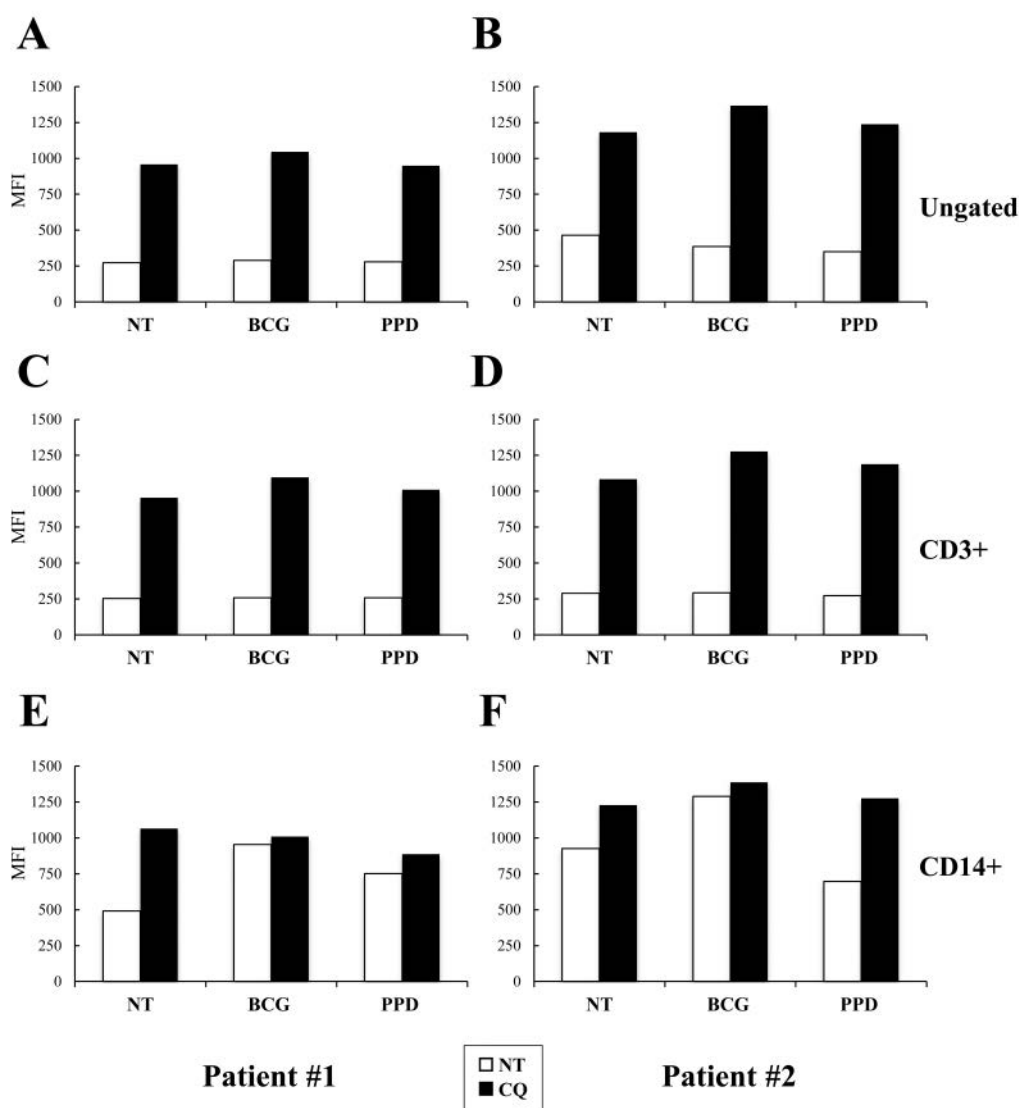 A
B
1500
1250
1000
750
500
250
0
MFI
NT BCG PPD
1500
1250
1000
750
500
250
0
NT BCG PPD
Ungated
C
D
1500
1250
1000
750
500
250
0
MFI
NT BCG PPD
1500
1250
1000
750
500
250
0
NT BCG PPD
CD3+
E
F
1500
1250
1000
750
500
250
0
MFI
NT BCG PPD
1500
1250
1000
750
500
250
0
NT BCG PPD
CD14+
Patient #1
NT
CQ
Patient #2